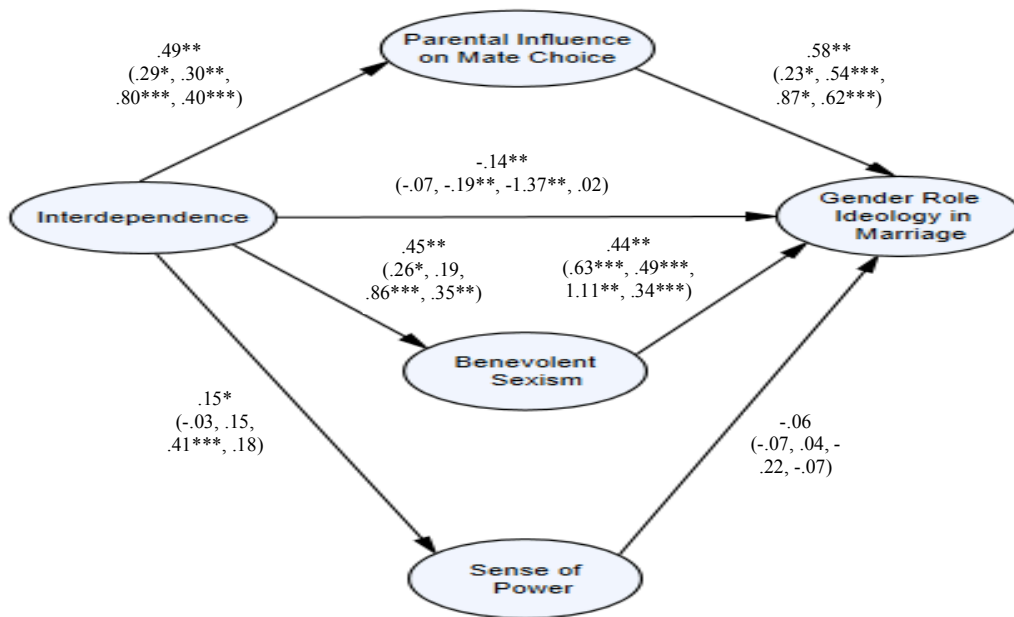 Parental Influence
on Mate Choice
.49**
(.29*, .30**,
.80***, .40***)
.58**
(.23*, .54***,
.87*, .62***)
-.14**
(-.07, -.19**, -1.37**, .02)
Interdependence
Gender Role
Ideology in
Marriage
.45**
(.26*, .19,
.86***, .35**)
.44**
(.63***, .49***,
1.11**, .34***)
Benevolent
Sexism
.15*
(-.03, .15,
.41***, .18)
-.06
(-.07, .04, -
.22, -.07)
Sense of
Power